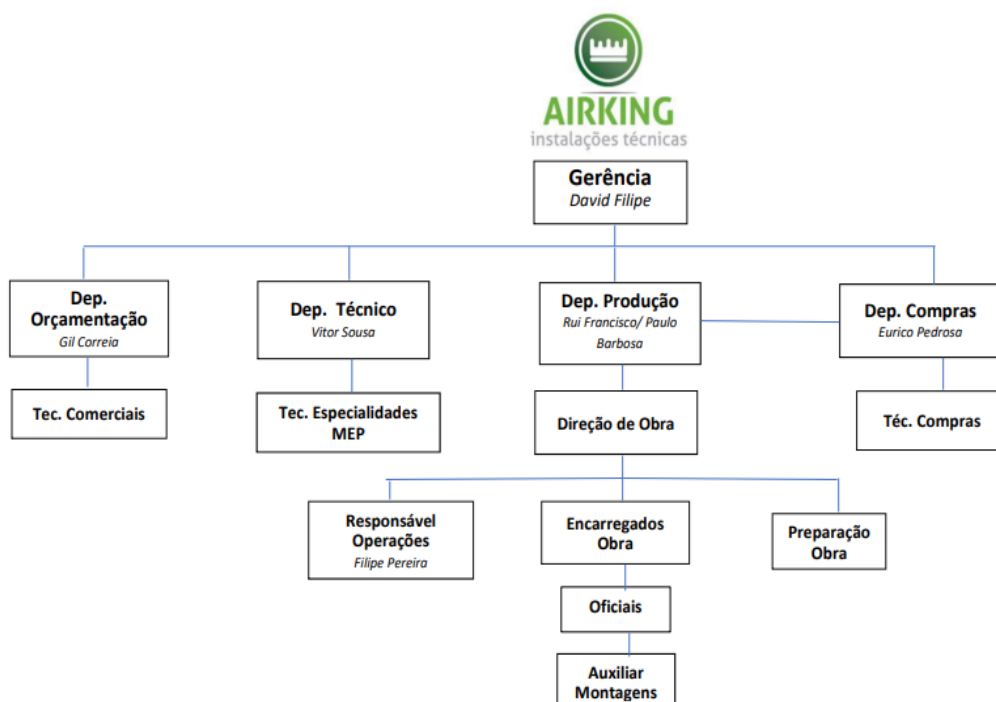 AIRKING
instalações técnicas
Gerência
David Filipe
Dep.
Orçamentação
Gil Correia
Dep. Técnico
Vitor Sousa
Dep. Produção
Rui Francisco/ Paulo
Barbosa
Dep. Compras
Eurico Pedrosa
Tec. Comerciais
Tec. Especialidades
MEP
Direção de Obra
Téc. Compras
Responsável
Operações
Filipe Pereira
Encarregados
Obra
Preparação
Obra
Oficiais
Auxiliar
Montagens